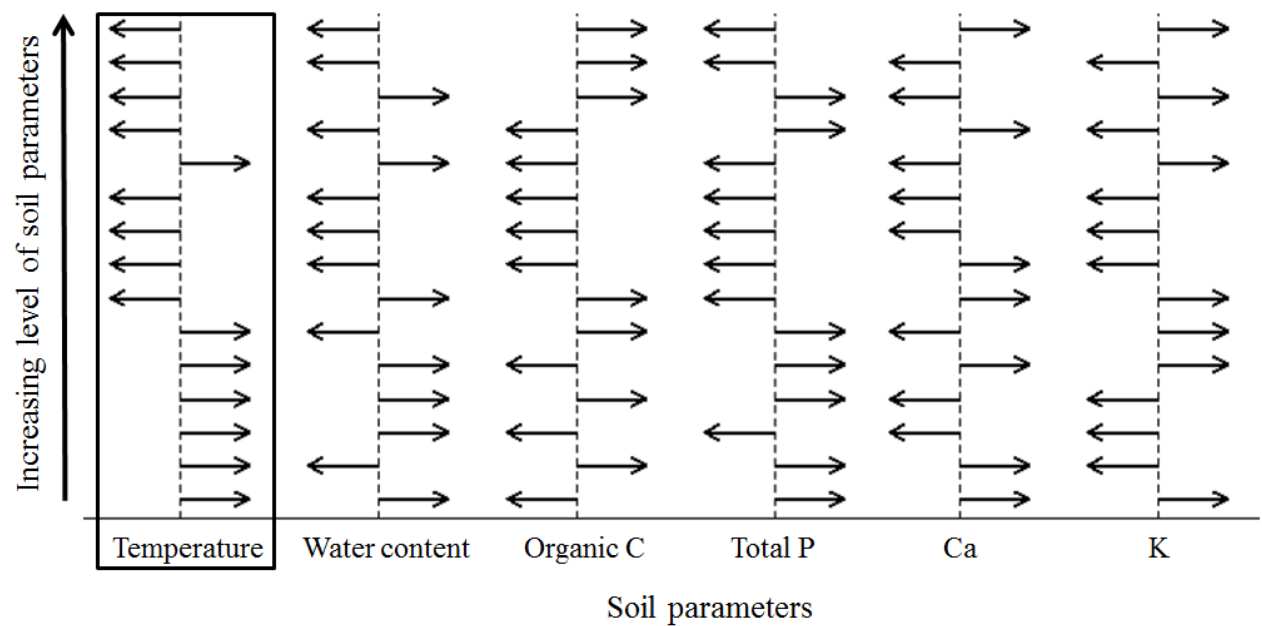 Increasing level of soil parameters
Temperature
Water content
Organic C
Total P
Ca
K
Soil parameters